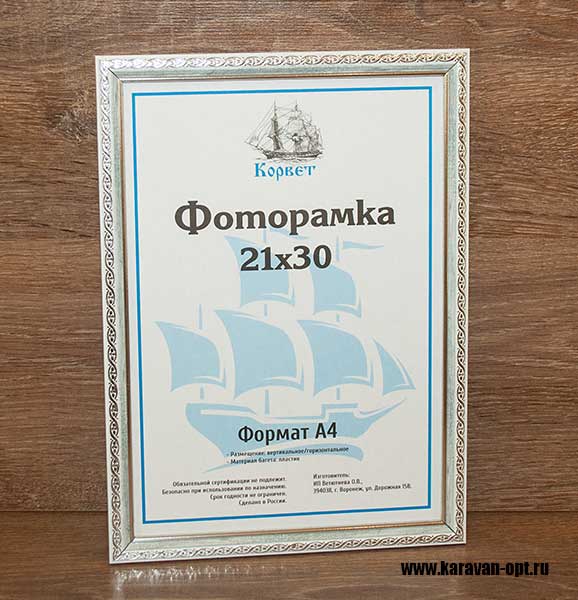 Корвет
Фоторамка
21х30
Формат А4
- Размещение: вертикальное/горизонтальное
- Материал багета: пластик
Обязательной сертификации не подлежит.
Безопасно при использовании по назначению.
Срок годности не ограничен.
Сделано в России.
Изготовитель:
ИП Ветютнева О.В.,
394038, г. Воронеж, ул. Дорожная 15В.
www.karavan-opt.ru